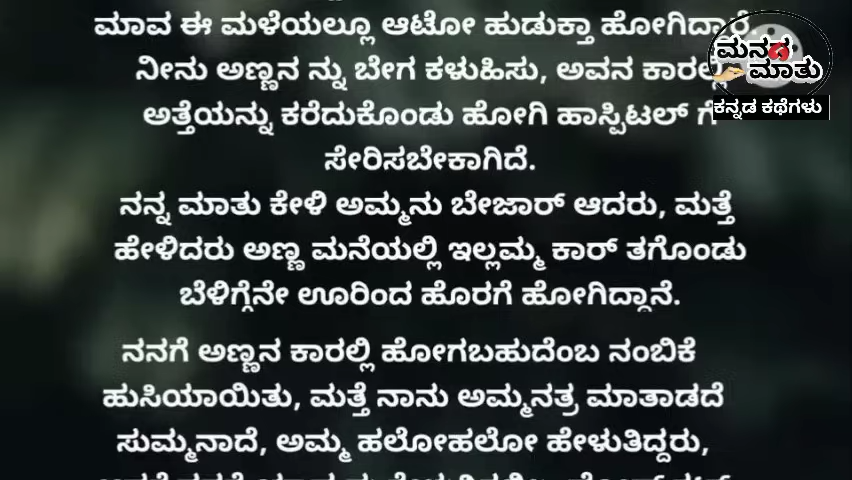 ಮಾವ ಈ ಮಳೆಯಲ್ಲೂ ಆಟೋ ಹುಡುಕ್ತಾ ಹೋಗಿದ್ದಾರೆ
ನೀನು ಅಣ್ಣನ ನ್ನು ಬೇಗ ಕಳುಹಿಸು, ಅವನ ಕಾರಲ್ಲಿ
ಅತ್ತೆಯನ್ನು ಕರೆದುಕೊಂಡು ಹೋಗಿ ಹಾಸ್ಪಿಟಲ್ ಗೆ
ಸೇರಿಸಬೇಕಾಗಿದೆ.
ನನ್ನ ಮಾತು ಕೇಳಿ ಅಮ್ಮನು ಬೇಜಾರ್ ಆದರು, ಮತ್ತೆ
ಹೇಳಿದರು ಅಣ್ಣ ಮನೆಯಲ್ಲಿ ಇಲ್ಲಮ್ಮ ಕಾರ್ ತಗೊಂಡು
ಬೆಳಿಗ್ಗೆನೇ ಊರಿಂದ ಹೊರಗೆ ಹೋಗಿದ್ದಾನೆ.
ನನಗೆ ಅಣ್ಣನ ಕಾರಲ್ಲಿ ಹೋಗಬಹುದೆಂಬ ನಂಬಿಕೆ
ಹುಸಿಯಾಯಿತು, ಮತ್ತೆ ನಾನು ಅಮ್ಮನತ್ರ ಮಾತಾಡದೆ
ಸುಮ್ಮನಾದೆ, ಅಮ್ಮ ಹಲೋಹಲೋ ಹೇಳುತಿದ್ದರು,
ಮನದ
ಮಾತು
ಕನ್ನಡ ಕಥೆಗಳು